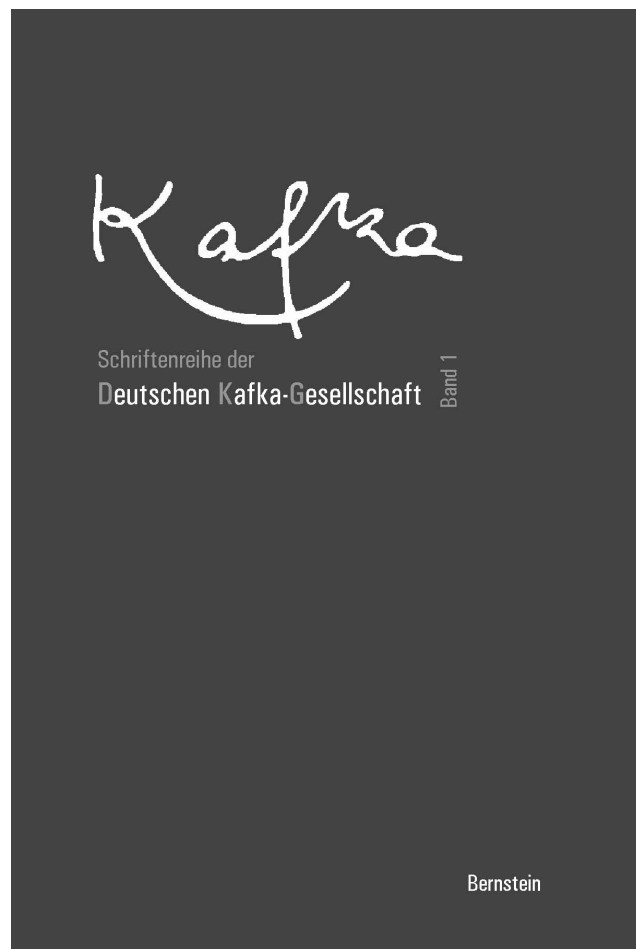 Kafka
Schriftenreihe der
Deutschen Kafka-Gesellschaft
Band 1
Bernstein